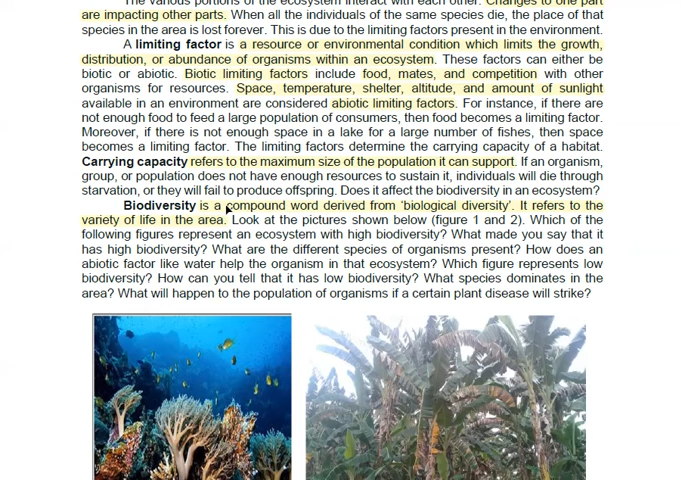 The various portions of the ecosystem interact with each other. Changes to one part
are impacting other parts. When all the individuals of the same species die, the place of that
species in the area is lost forever. This is due to the limiting factors present in the environment.
A limiting factor is a resource or environmental condition which limits the growth,
distribution, or abundance of organisms within an ecosystem. These factors can either be
biotic or abiotic. Biotic limiting factors include food, mates, and competition with other
organisms for resources. Space, temperature, shelter, altitude, and amount of sunlight
available in an environment are considered abiotic limiting factors. For instance, if there are
not enough food to feed a large population of consumers, then food becomes a limiting factor.
Moreover, if there is not enough space in a lake for a large number of fishes, then space
becomes a limiting factor. The limiting factors determine the carrying capacity of a habitat.
Carrying capacity refers to the maximum size of the population it can support. If an organism,
group, or population does not have enough resources to sustain it, individuals will die through
starvation, or they will fail to produce offspring. Does it affect the biodiversity in an ecosystem?
Biodiversity is a compound word derived from ‘biological diversity’. It refers to the
variety of life in the area. Look at the pictures shown below (figure 1 and 2). Which of the
following figures represent an ecosystem with high biodiversity? What made you say that it
has high biodiversity? What are the different species of organisms present? How does an
abiotic factor like water help the organism in that ecosystem? Which figure represents low
biodiversity? How can you tell that it has low biodiversity? What species dominates in the
area? What will happen to the population of organisms if a certain plant disease will strike?